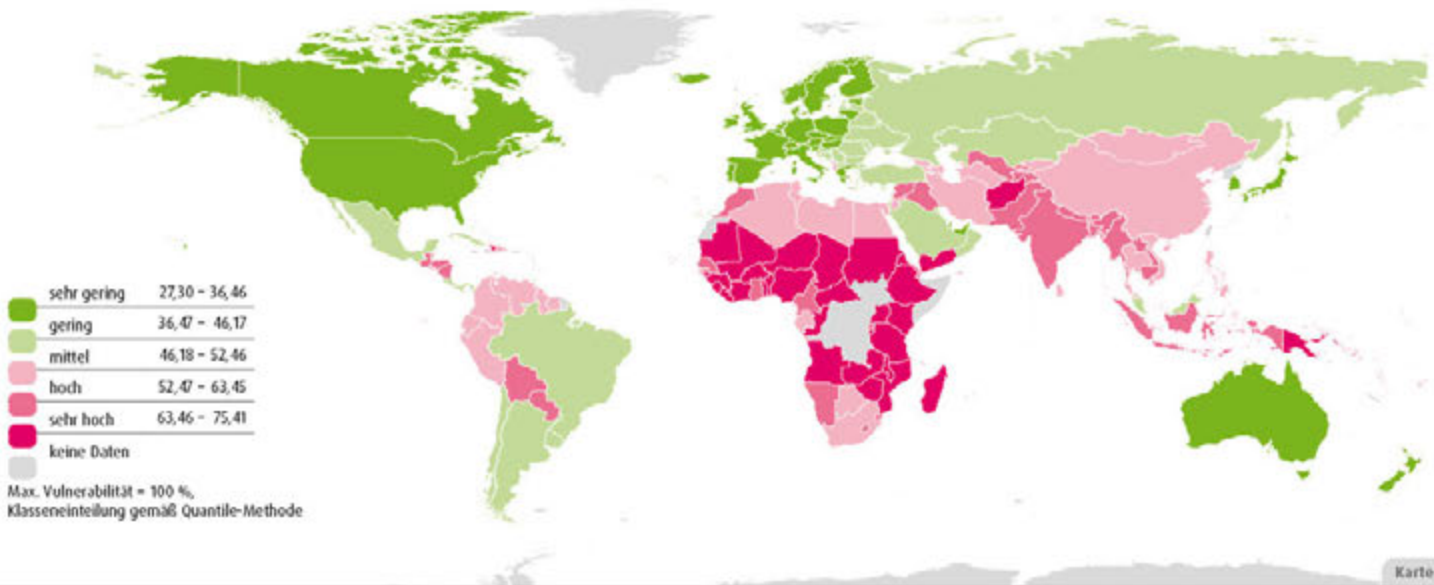 sehr gering 27,30 – 36,46
gering 36,47 – 46,17
mittel 46,18 – 52,46
hoch 52,47 – 63,45
sehr hoch 63,46 – 75,41
keine Daten
Max. Vulnerabilität = 100 %,
Klasseneinteilung gemäß Quantile-Methode
Karte